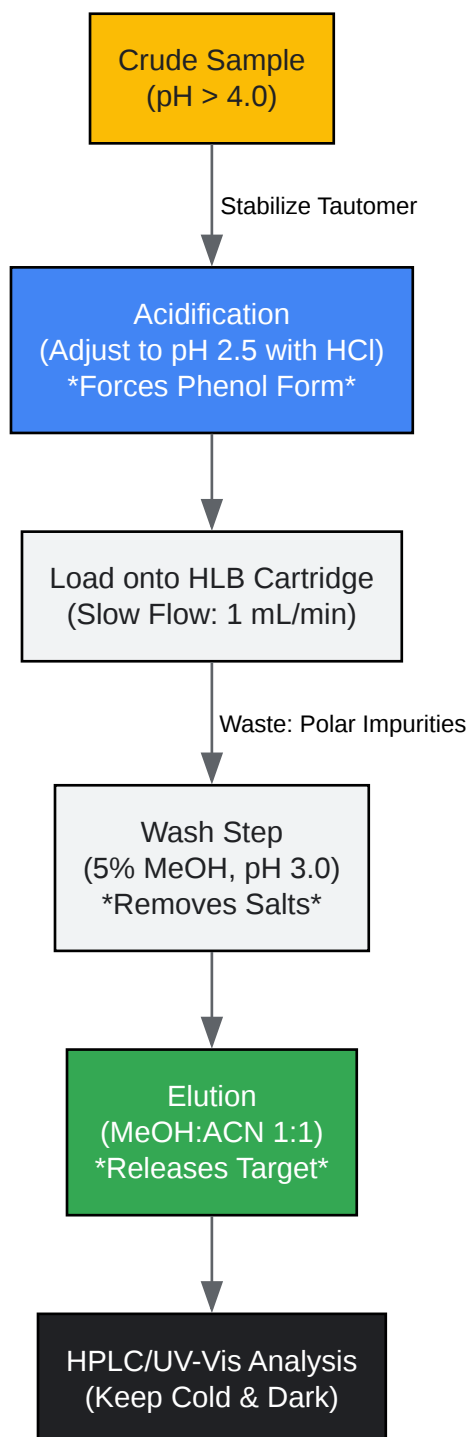 Crude Sample
(pH > 4.0)
Stabilize Tautomer
Acidification
(Adjust to pH 2.5 with HCl)
*Forces Phenol Form*
Load onto HLB Cartridge
(Slow Flow: 1 mL/min)
Waste: Polar Impurities
Wash Step
(5% MeOH, pH 3.0)
*Removes Salts*
Elution
(MeOH:ACN 1:1)
*Releases Target*
HPLC/UV-Vis Analysis
(Keep Cold & Dark)